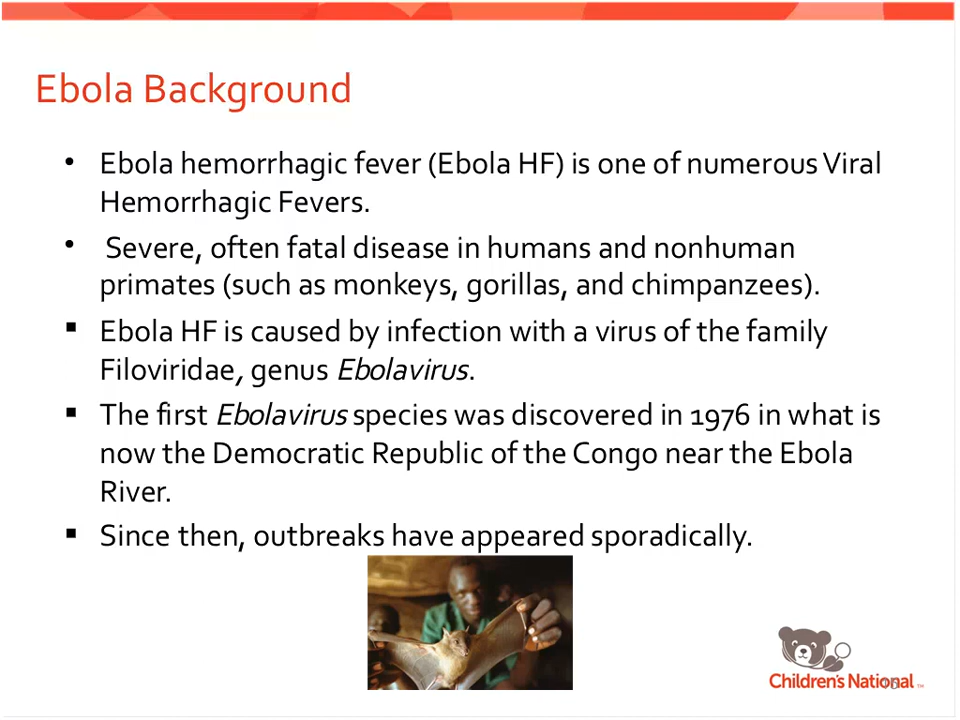 Ebola Background
• Ebola hemorrhagic fever (Ebola HF) is one of numerous Viral
Hemorrhagic Fevers.
• Severe, often fatal disease in humans and nonhuman
primates (such as monkeys, gorillas, and chimpanzees).
▪ Ebola HF is caused by infection with a virus of the family
Filoviridae, genus Ebolavirus.
▪ The first Ebolavirus species was discovered in 1976 in what is
now the Democratic Republic of the Congo near the Ebola
River.
▪ Since then, outbreaks have appeared sporadically.
Children's National ™